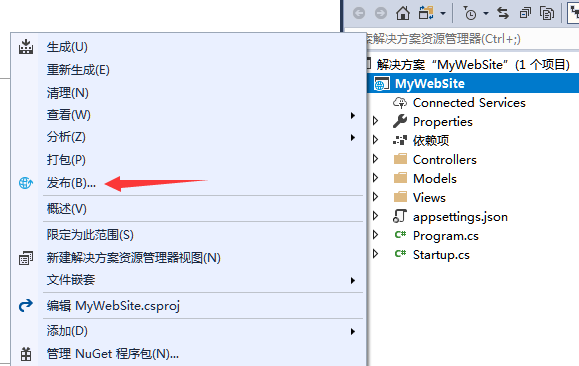 生成(U)
重新生成(E)
清理(N)
查看(W)
分析(Z)
打包(P)
发布(B)...
概述(V)
限定为此范围(S)
新建解决方案资源管理器视图(N)
文件嵌套
编辑 MyWebSite.csproj
添加(D)
管理 NuGet 程序包(N)...
解决方案资源管理器(Ctrl+;)
解决方案“MyWebSite”(1 个项目)
MyWebSite
Connected Services
Properties
依赖项
Controllers
Models
Views
appsettings.json
C# Program.cs
C# Startup.cs